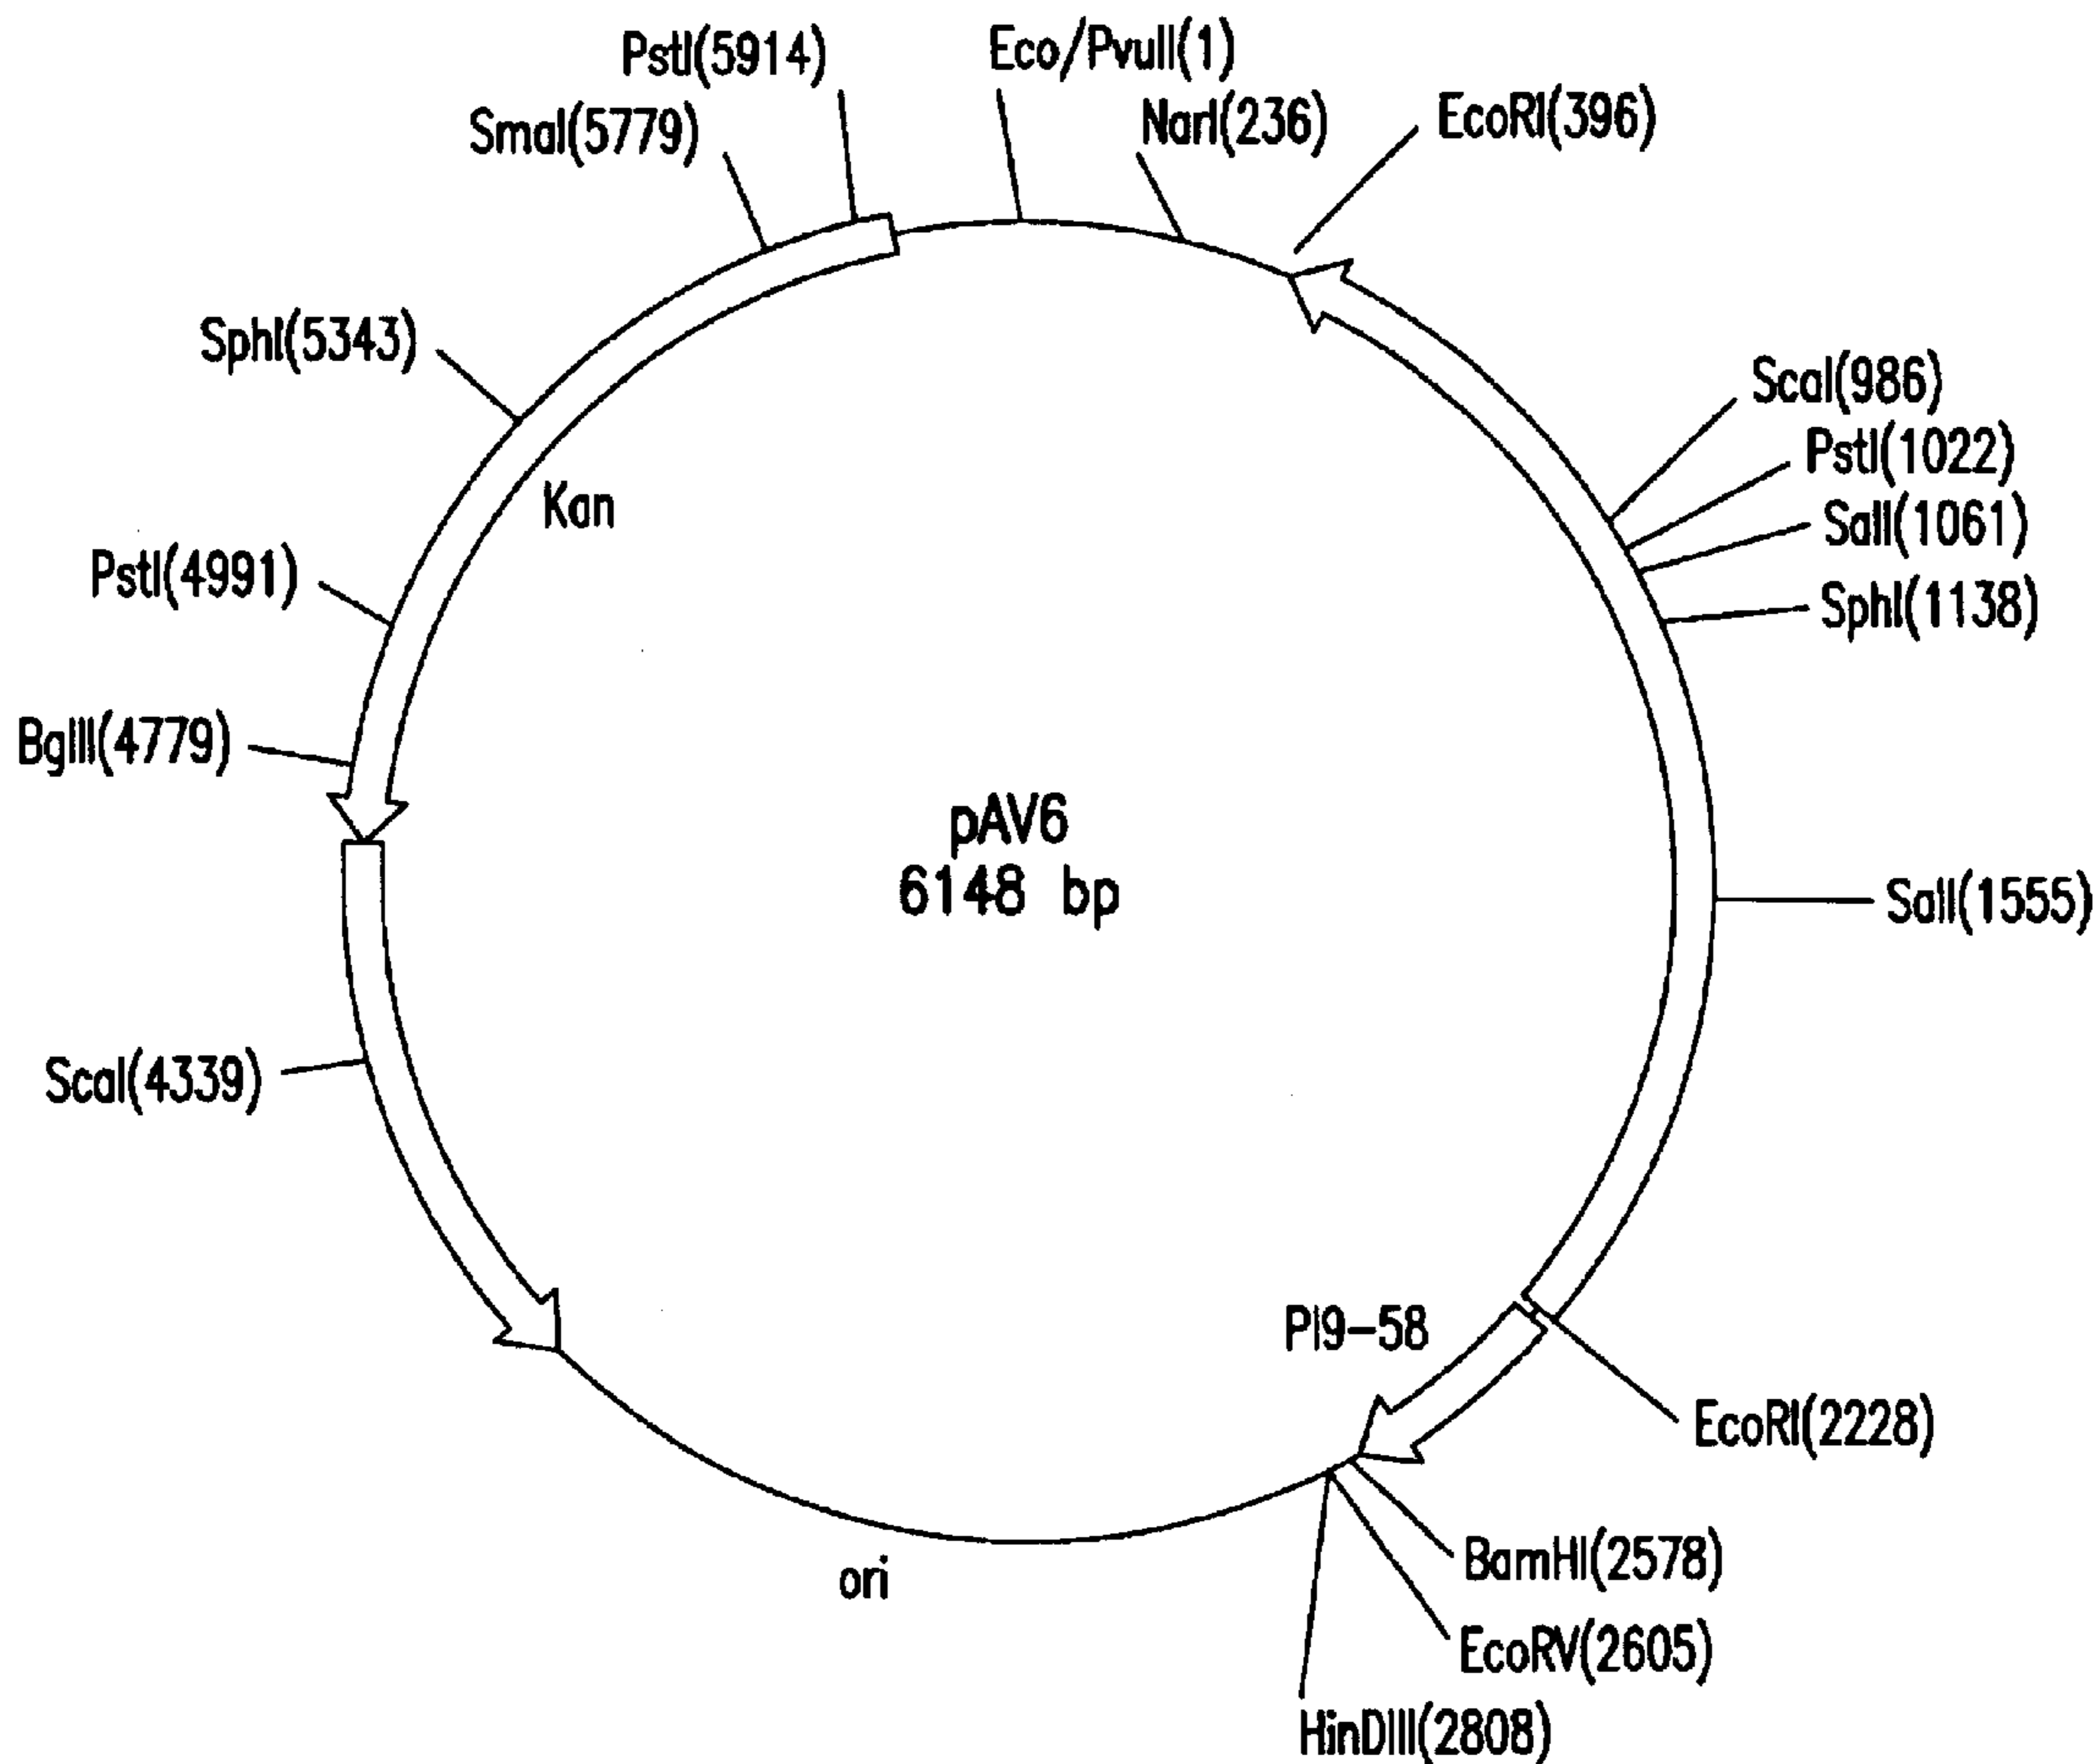 PstI(5914)
Eco/PvuII(1)
SmaI(5779)
NarI(236)
EcoRI(396)
SphI(5343)
ScaI(986)
PstI(1022)
SalI(1061)
SphI(1138)
Kan
PstI(4991)
BglII(4779)
pAV6
6148 bp
SalI(1555)
ScaI(4339)
PI9-58
EcoRI(2228)
BamHI(2578)
ori
EcoRV(2605)
HinDIII(2808)